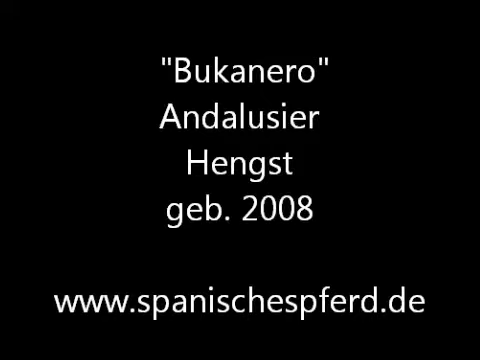 "Bukanero"
Andalusier
Hengst
geb. 2008
www.spanischespferd.de